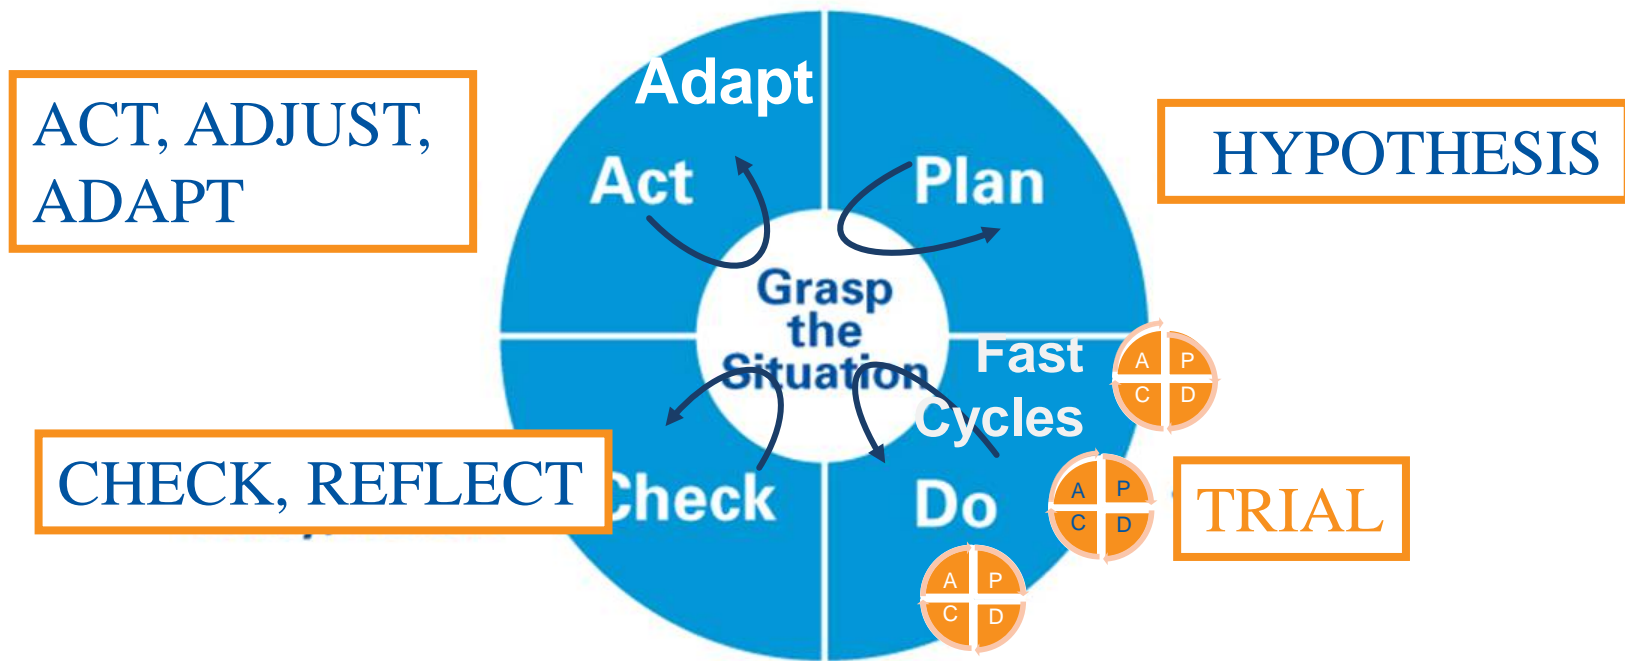 Adapt
ACT, ADJUST,
ADAPT
HYPOTHESIS
Act
Plan
Grasp
the
Situation
Fast
Cycles
A P
C D
CHECK, REFLECT
Check
Do
A P
C D
TRIAL
A P
C D